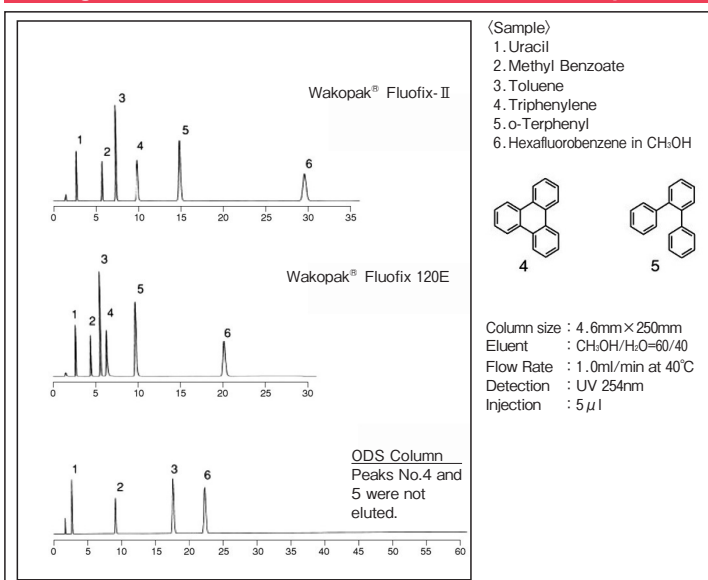 Wakopak® Fluofix-Ⅱ
1
2
3
4
5
6
0 5 10 15 20 25 30 35
Wakopak® Fluofix 120E
1
2
3
4
5
6
0 5 10 15 20 25 30
ODS Column
Peaks No.4 and
5 were not
eluted.
1
2
3
6
0 5 10 15 20 25 30 35 40 45 50 55 60
〈Sample〉
1.Uracil
2.Methyl Benzoate
3.Toluene
4.Triphenylene
5.o-Terphenyl
6.Hexafluorobenzene in CH₃OH
4 5
Column size : 4.6mm×250mm
Eluent : CH₃OH/H₂O=60/40
Flow Rate : 1.0ml/min at 40℃
Detection : UV 254nm
Injection : 5μl